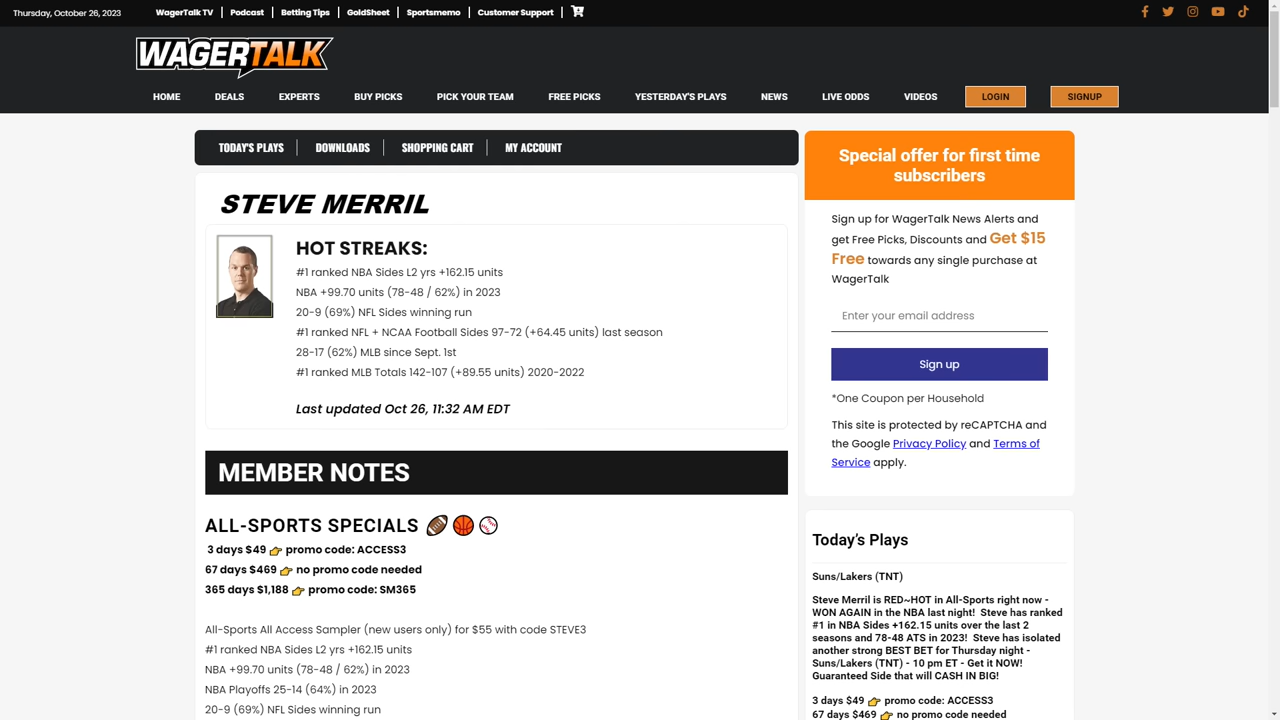 Thursday, October 26, 2023
WagerTalk TV
Podcast
Betting Tips
GoldSheet
Sportsmemo
Customer Support
WAGERTALK
HOME
DEALS
EXPERTS
BUY PICKS
PICK YOUR TEAM
FREE PICKS
YESTERDAY'S PLAYS
NEWS
LIVE ODDS
VIDEOS
LOGIN
SIGNUP
TODAY'S PLAYS
DOWNLOADS
SHOPPING CART
MY ACCOUNT
STEVE MERRIL
HOT STREAKS:
#1 ranked NBA Sides L2 yrs +162.15 units
NBA +99.70 units (78-48 / 62%) in 2023
20-9 (69%) NFL Sides winning run
#1 ranked NFL + NCAA Football Sides 97-72 (+64.45 units) last season
28-17 (62%) MLB since Sept. 1st
#1 ranked MLB Totals 142-107 (+89.55 units) 2020-2022
Last updated Oct 26, 11:32 AM EDT
MEMBER NOTES
ALL-SPORTS SPECIALS 🏈 🏀 ⚾
3 days $49 👉 promo code: ACCESS3
67 days $469 👉 no promo code needed
365 days $1,188 👉 promo code: SM365
All-Sports All Access Sampler (new users only) for $55 with code STEVE3
#1 ranked NBA Sides L2 yrs +162.15 units
NBA +99.70 units (78-48 / 62%) in 2023
NBA Playoffs 25-14 (64%) in 2023
20-9 (69%) NFL Sides winning run
Special offer for first time
subscribers
Sign up for WagerTalk News Alerts and
get Free Picks, Discounts and Get $15
Free towards any single purchase at
WagerTalk
Enter your email address
Sign up
*One Coupon per Household
This site is protected by reCAPTCHA and
the Google Privacy Policy and Terms of
Service apply.
Today's Plays
Suns/Lakers (TNT)
Steve Merril is RED~HOT in All-Sports right now -
WON AGAIN in the NBA last night! Steve has ranked
#1 in NBA Sides +162.15 units over the last 2
seasons and 78-48 ATS in 2023! Steve has isolated
another strong BEST BET for Thursday night -
Suns/Lakers (TNT) - 10 pm ET - Get it NOW!
Guaranteed Side that will CASH IN BIG!
3 days $49 👉 promo code: ACCESS3
67 days $469 👉 no promo code needed